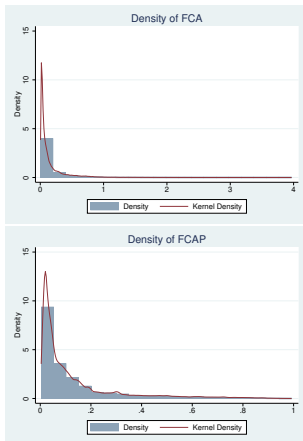 Density of FCA
15
10
5
0
Density
0 1 2 3 4
Density Kernel Density
Density of FCAP
15
10
5
0
Density
0 .2 .4 .6 .8 1
Density Kernel Density